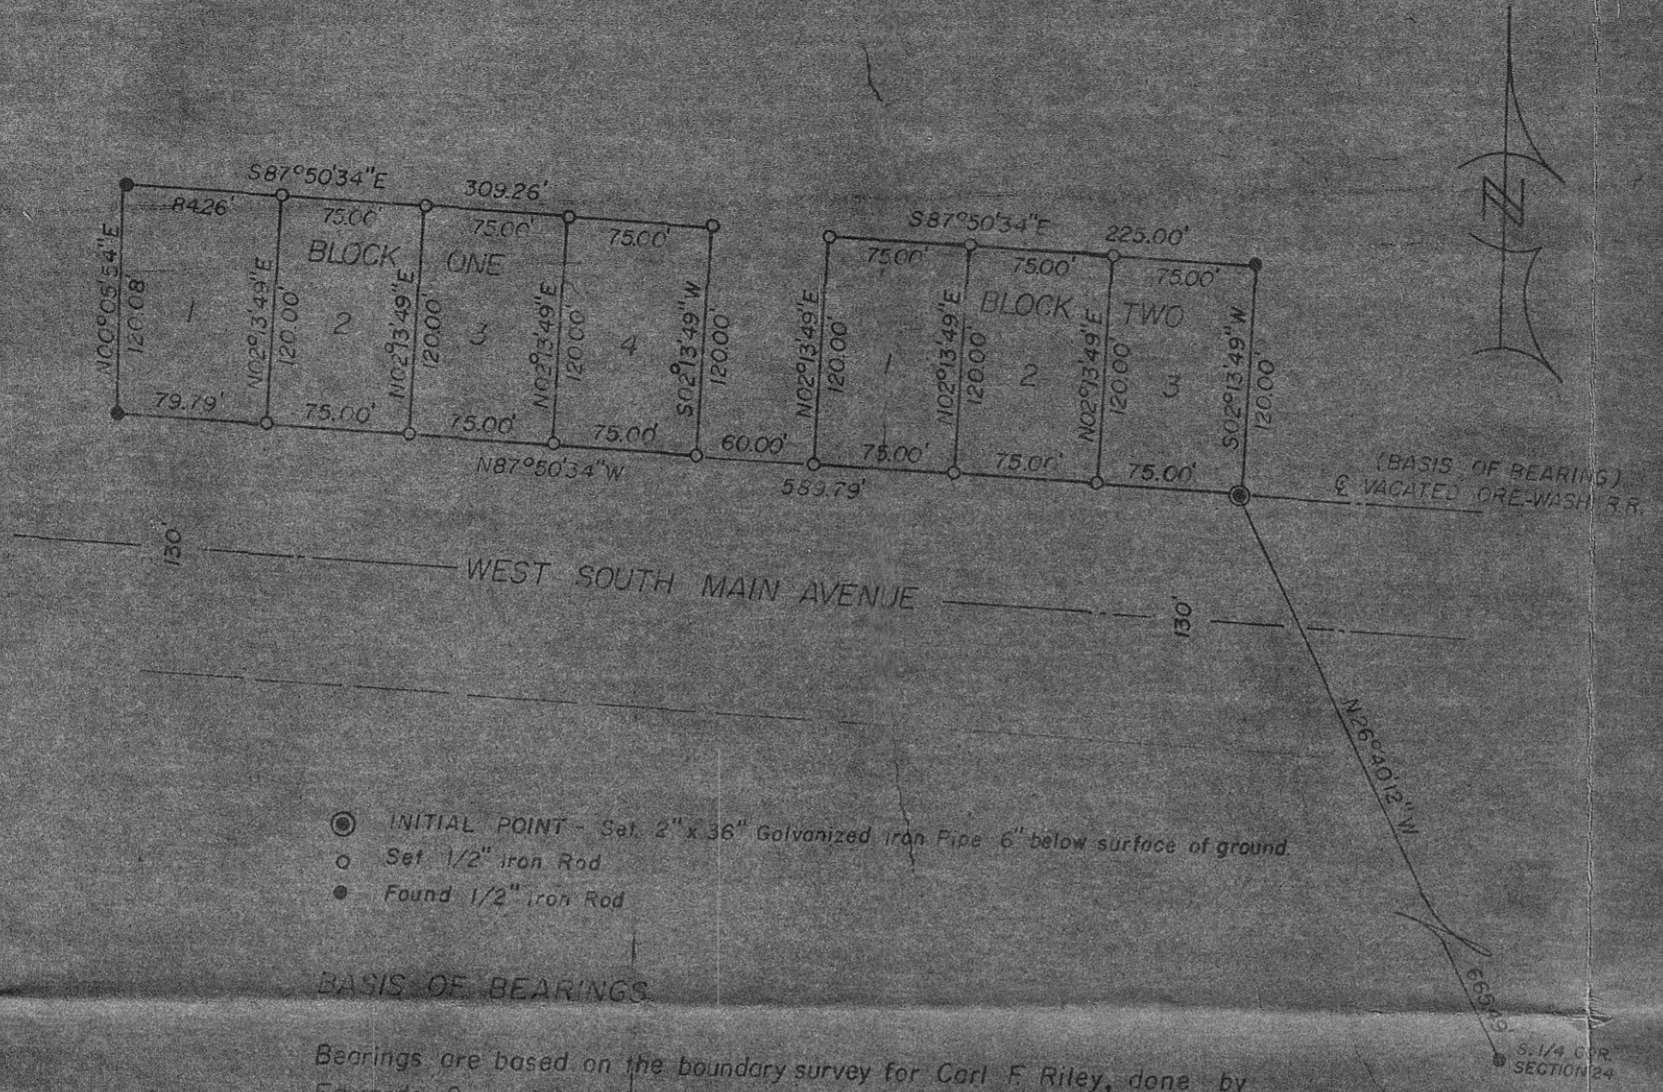 S87°50'34"E 309.26'
84.26' 75.00' 75.00' 75.00'
BLOCK ONE
N00°05'54"E
120.08'
1
N02°13'49"E
120.00'
2
N02°13'49"E
120.00'
3
N02°13'49"E
120.00'
4
S02°13'49"W
120.00'
79.79' 75.00' 75.00' 75.00' 60.00'
S87°50'34"E 225.00'
75.00' 75.00' 75.00'
BLOCK TWO
N02°13'49"E
120.00'
1
N02°13'49"E
120.00'
2
N02°13'49"E
120.00'
3
S02°13'49"W
120.00'
75.00' 75.00' 75.00'
N87°50'34"W 589.79'
N
(BASIS OF BEARING)
℄ VACATED ORE-WASH R.R.
130'
WEST SOUTH MAIN AVENUE
130'
N26°40'12"W
S.1/4 COR.
SECTION 24
INITIAL POINT - Set 2" x 36" Galvanized Iron Pipe 6" below surface of ground.
Set 1/2" Iron Rod
Found 1/2" Iron Rod
BASIS OF BEARINGS
Bearings are based on the boundary survey for Carl F. Riley, done by